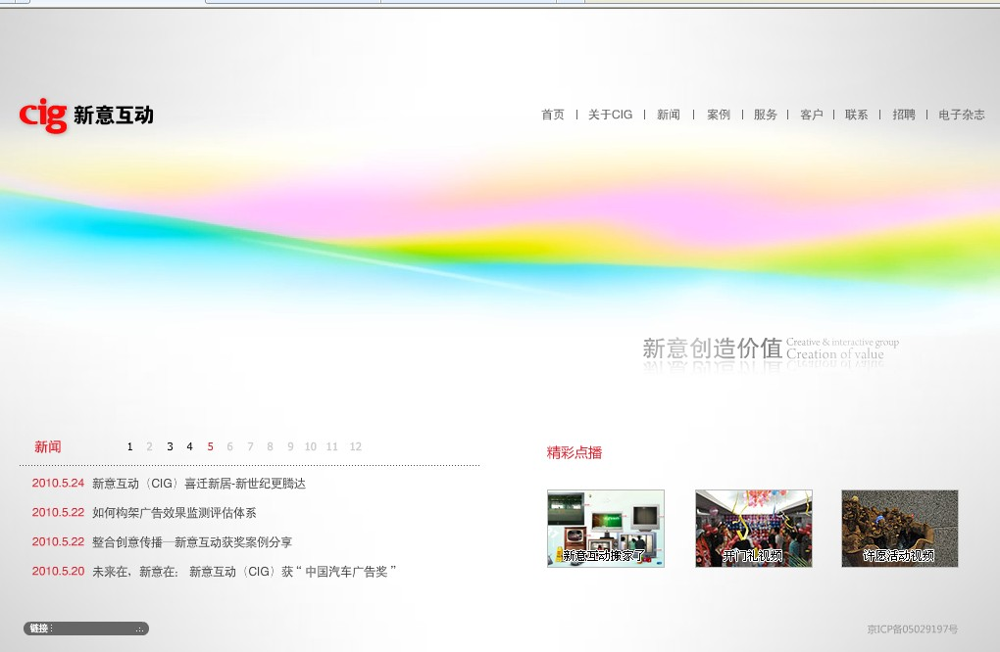 cig 新意互动
首页 | 关于CIG | 新闻 | 案例 | 服务 | 客户 | 联系 | 招聘 | 电子杂志
新意创造价值
Creative & interactive group
Creation of value
新闻 1 2 3 4 5 6 7 8 9 10 11 12
2010.5.24 新意互动（CIG）喜迁新居-新世纪更腾达
2010.5.22 如何构架广告效果监测评估体系
2010.5.22 整合创意传播—新意互动获奖案例分享
2010.5.20 未来在，新意在： 新意互动（CIG）获“中国汽车广告奖”
精彩点播
新意互动搬家了
开门礼视频
许愿活动视频
链接：
京ICP备05029197号